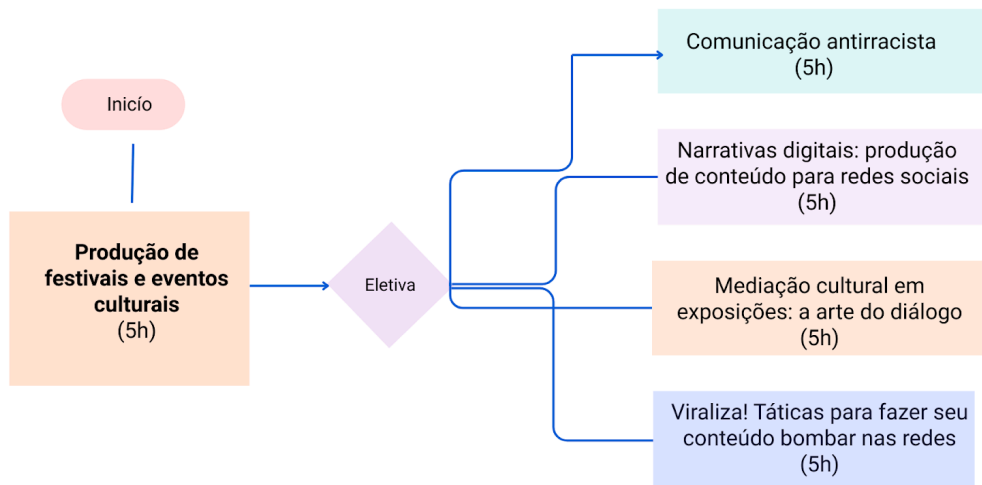 Inicío
Produção de
festivais e eventos
culturais
(5h)
Eletiva
Comunicação antirracista
(5h)
Narrativas digitais: produção
de conteúdo para redes sociais
(5h)
Mediação cultural em
exposições: a arte do diálogo
(5h)
Viraliza! Táticas para fazer seu
conteúdo bombar nas redes
(5h)